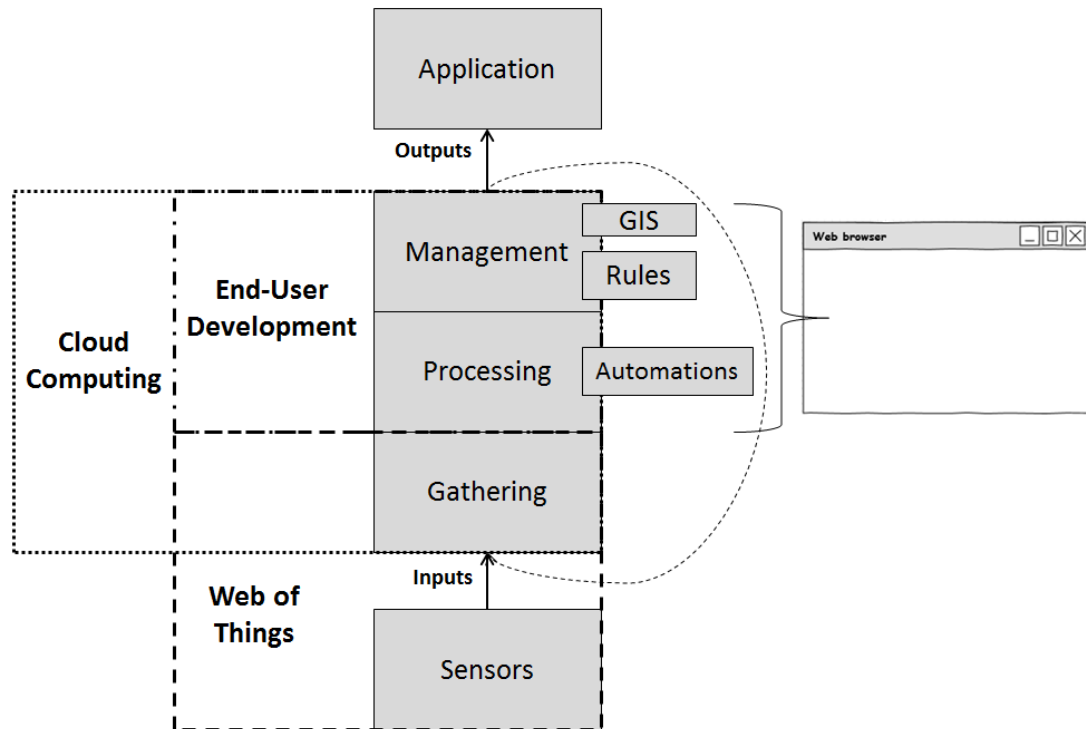 Application
Outputs
Management
GIS
Rules
Web browser
End-User
Development
Cloud
Computing
Processing
Automations
Gathering
Inputs
Web of
Things
Sensors